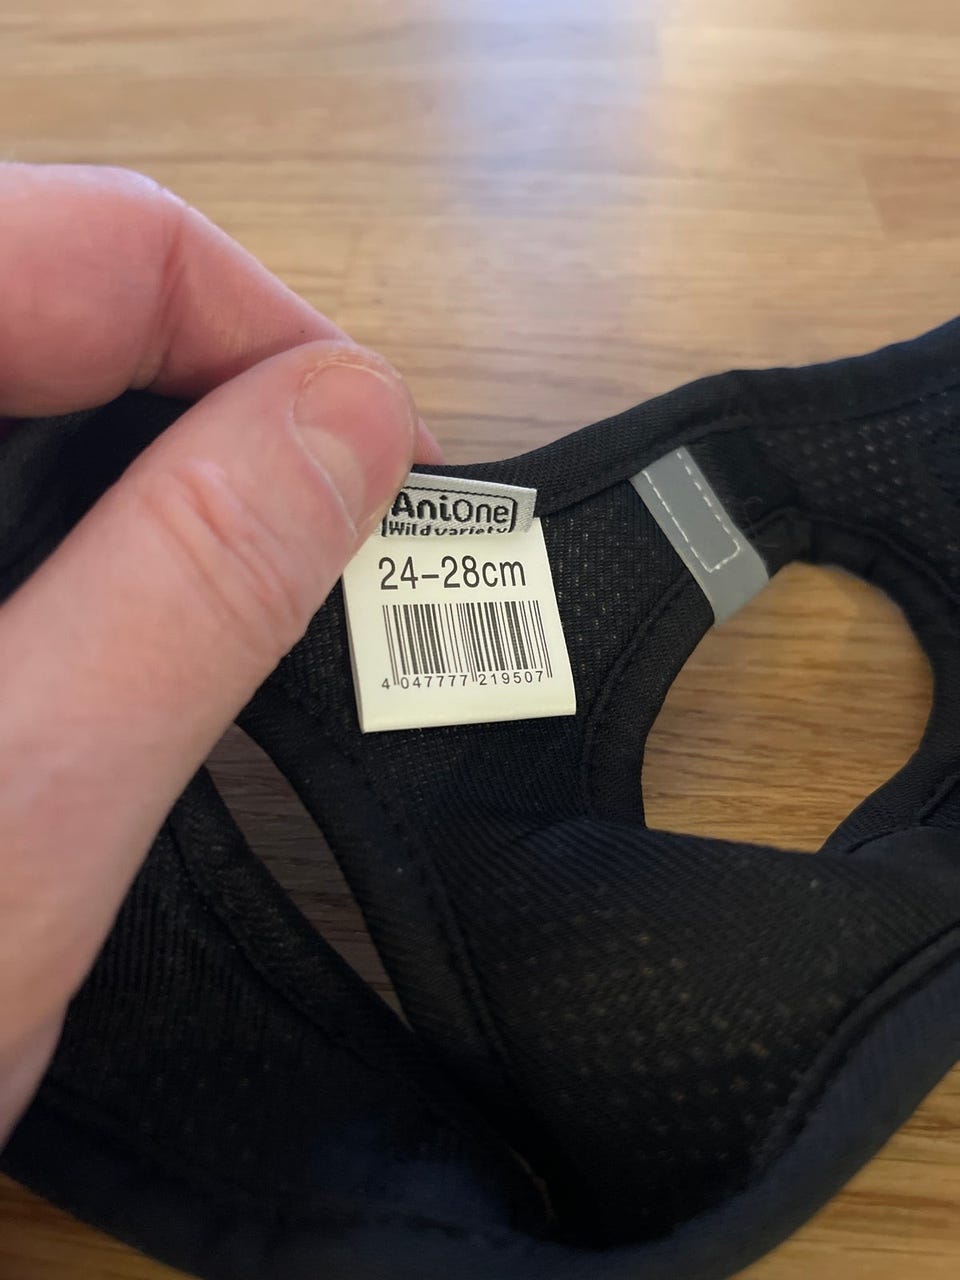 AniOne
Wild variety
24-28cm
4 047777 219507